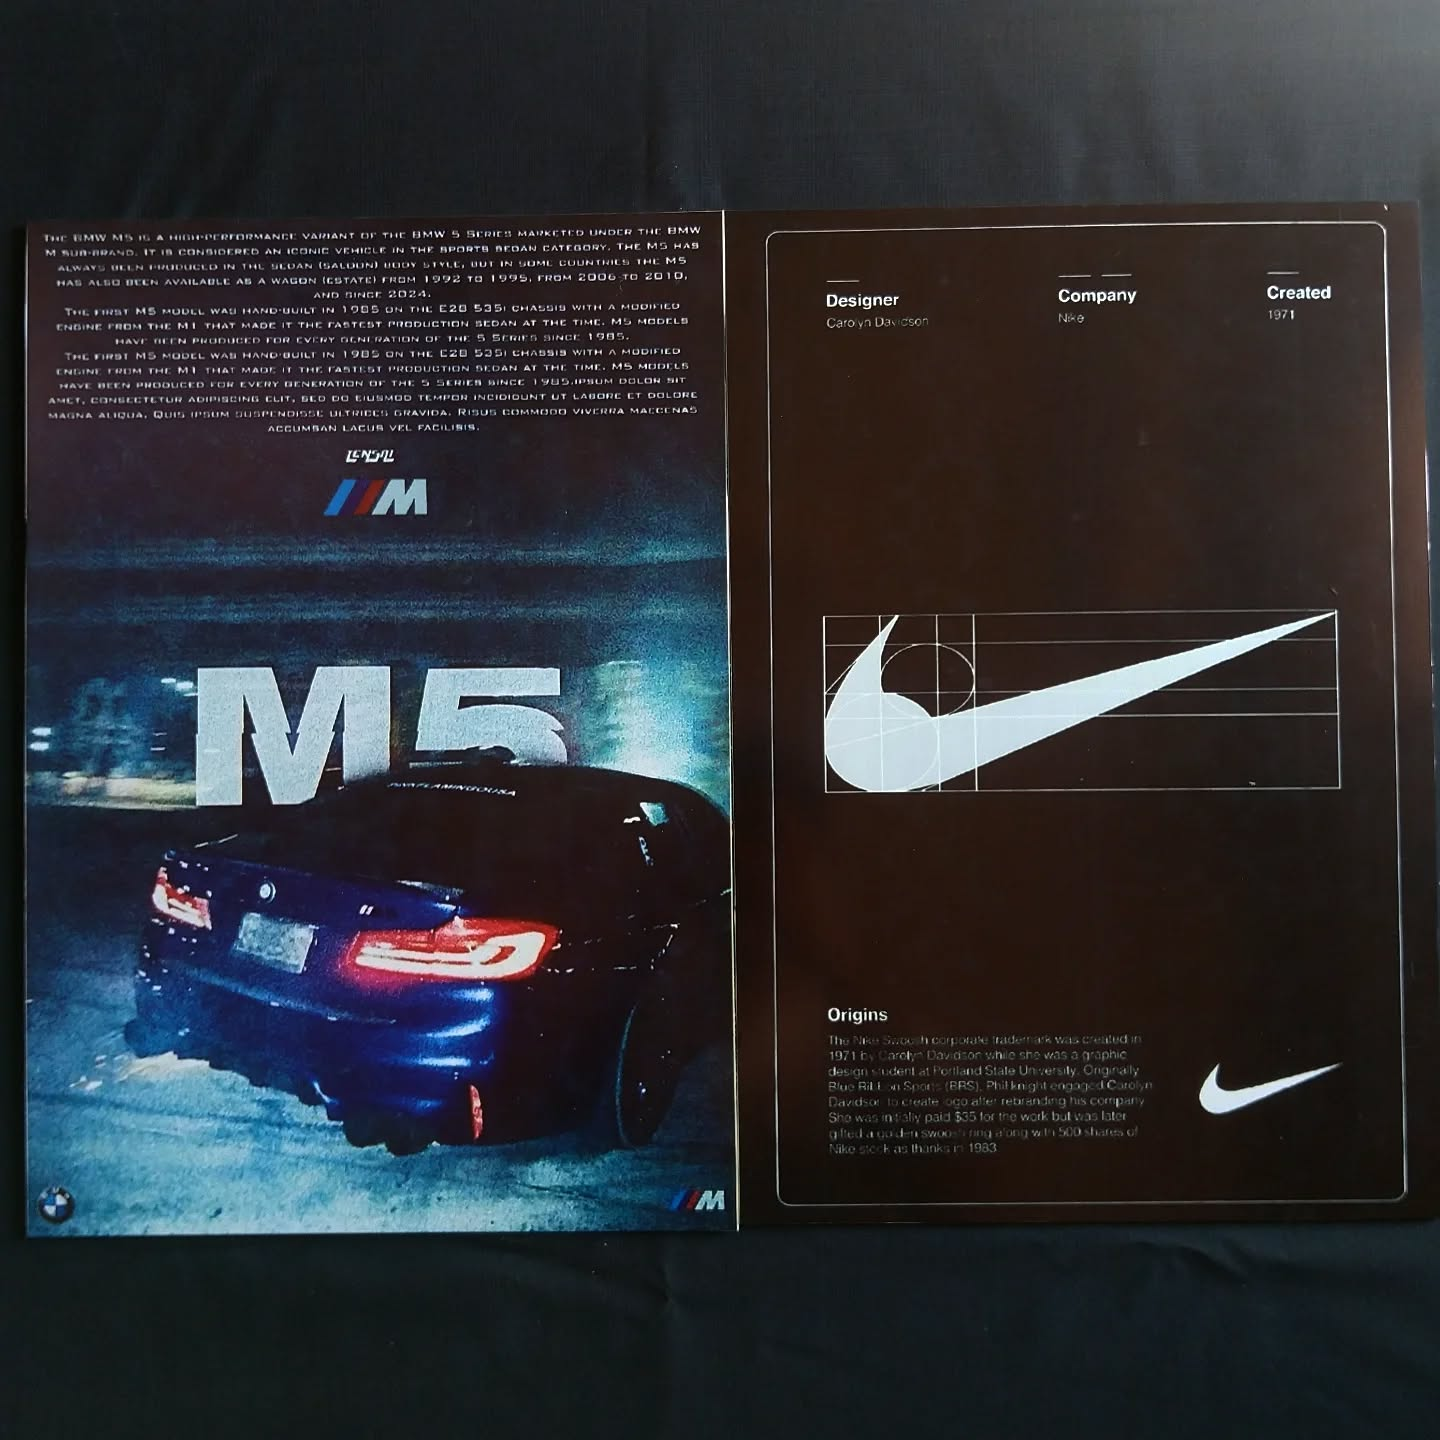 THE BMW M5 IS A HIGH-PERFORMANCE VARIANT OF THE BMW 5 SERIES MARKETED UNDER THE BMW
M SUB-BRAND. IT IS CONSIDERED AN ICONIC VEHICLE IN THE SPORTS SEDAN CATEGORY. THE M5 HAS
ALWAYS BEEN PRODUCED IN THE SEDAN (SALOON) BODY STYLE, BUT IN SOME COUNTRIES THE M5
HAS ALSO BEEN AVAILABLE AS A WAGON (ESTATE) FROM 1992 TO 1995, FROM 2006 TO 2010,
AND SINCE 2024.
THE FIRST M5 MODEL WAS HAND-BUILT IN 1985 ON THE E28 535I CHASSIS WITH A MODIFIED
ENGINE FROM THE M1 THAT MADE IT THE FASTEST PRODUCTION SEDAN AT THE TIME. M5 MODELS
HAVE BEEN PRODUCED FOR EVERY GENERATION OF THE 5 SERIES SINCE 1985.
THE FIRST M5 MODEL WAS HAND-BUILT IN 1985 ON THE E28 535I CHASSIS WITH A MODIFIED
ENGINE FROM THE M1 THAT MADE IT THE FASTEST PRODUCTION SEDAN AT THE TIME. M5 MODELS
HAVE BEEN PRODUCED FOR EVERY GENERATION OF THE 5 SERIES SINCE 1985.IPSUM DOLOR SIT
AMET, CONSECTETUR ADIPISCING ELIT, SED DO EIUSMOD TEMPOR INCIDIDUNT UT LABORE ET DOLORE
MAGNA ALIQUA. QUIS IPSUM SUSPENDISSE ULTRICES GRAVIDA. RISUS COMMODO VIVERRA MAECENAS
ACCUMSAN LACUS VEL FACILISIS.
M
M5
PINKFLAMINGOUSA
M
Designer
Carolyn Davidson
Company
Nike
Created
1971
Origins
The Nike Swoosh corporate trademark was created in
1971 by Carolyn Davidson while she was a graphic
design student at Portland State University. Originally
Blue Ribbon Sports (BRS), Phil knight engaged Carolyn
Davidson to create logo after rebranding his company
She was initially paid $35 for the work but was later
gifted a golden swoosh ring along with 500 shares of
Nike stock as thanks in 1983